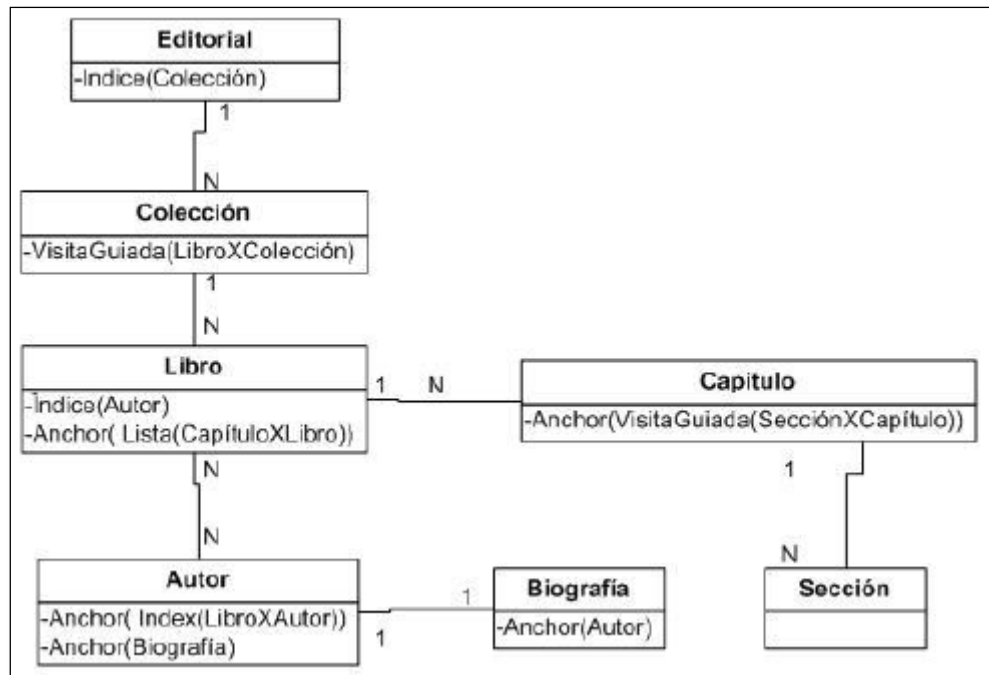 Editorial
-Indice(Colección)
1
N
Colección
-VisitaGuiada(LibroXColección)
1
N
Libro
-Índice(Autor)
-Anchor( Lista(CapítuloXLibro))
1
N
Capitulo
-Anchor(VisitaGuiada(SecciónXCapítulo))
N
N
1
N
Autor
-Anchor( Index(LibroXAutor))
-Anchor(Biografía)
1
1
Biografía
-Anchor(Autor)
Sección